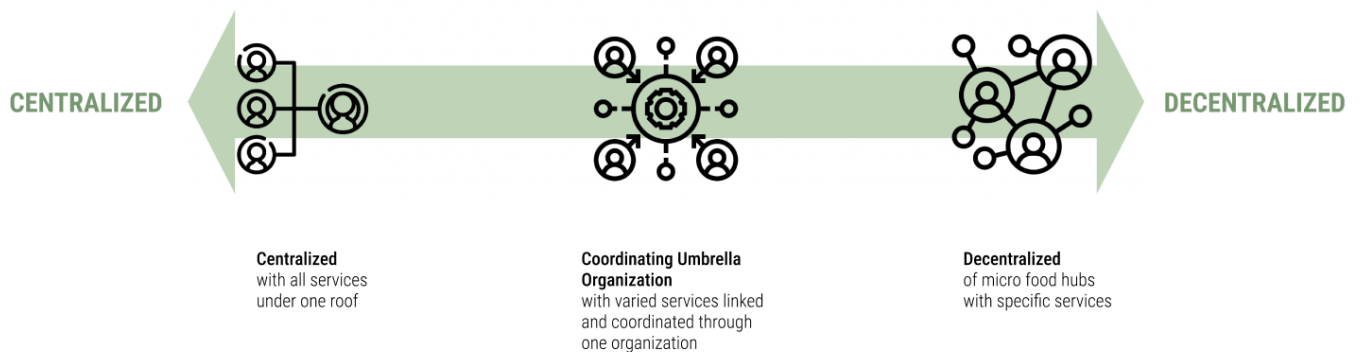 CENTRALIZED
DECENTRALIZED
Centralized
with all services
under one roof
Coordinating Umbrella
Organization
with varied services linked
and coordinated through
one organization
Decentralized
of micro food hubs
with specific services